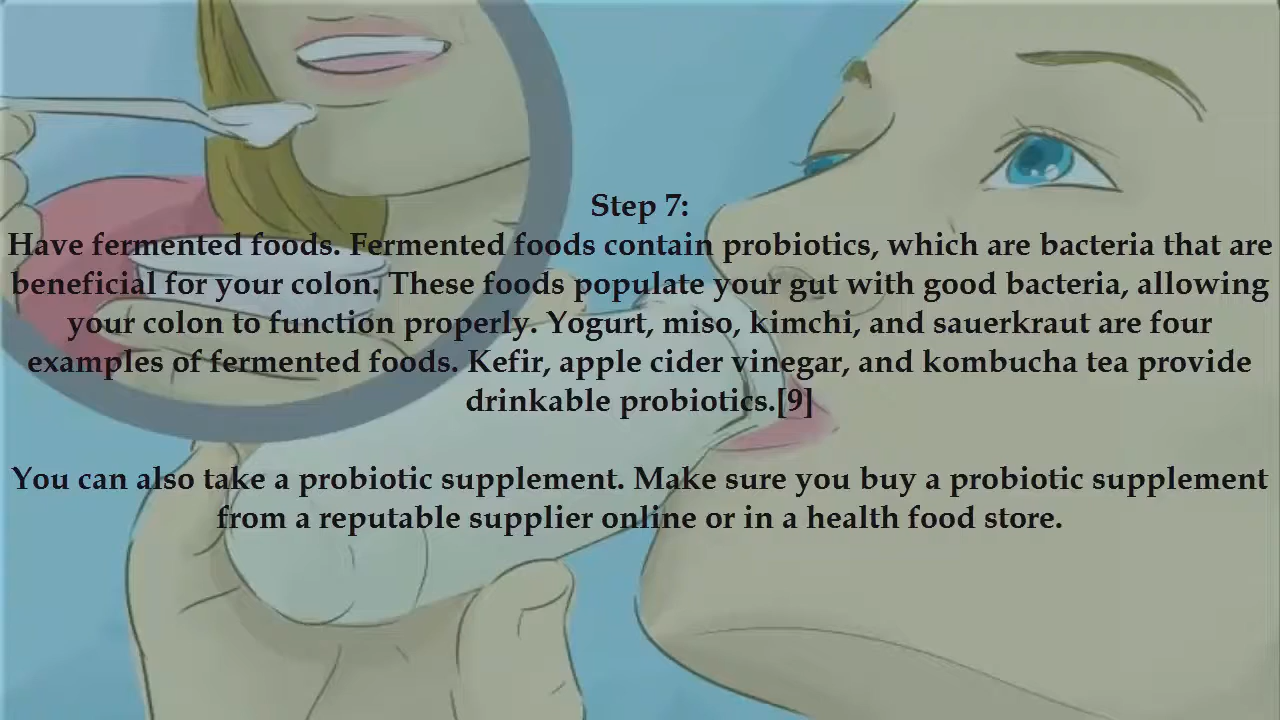 Step 7:
Have fermented foods. Fermented foods contain probiotics, which are bacteria that are
beneficial for your colon. These foods populate your gut with good bacteria, allowing
your colon to function properly. Yogurt, miso, kimchi, and sauerkraut are four
examples of fermented foods. Kefir, apple cider vinegar, and kombucha tea provide
drinkable probiotics.[9]
You can also take a probiotic supplement. Make sure you buy a probiotic supplement
from a reputable supplier online or in a health food store.